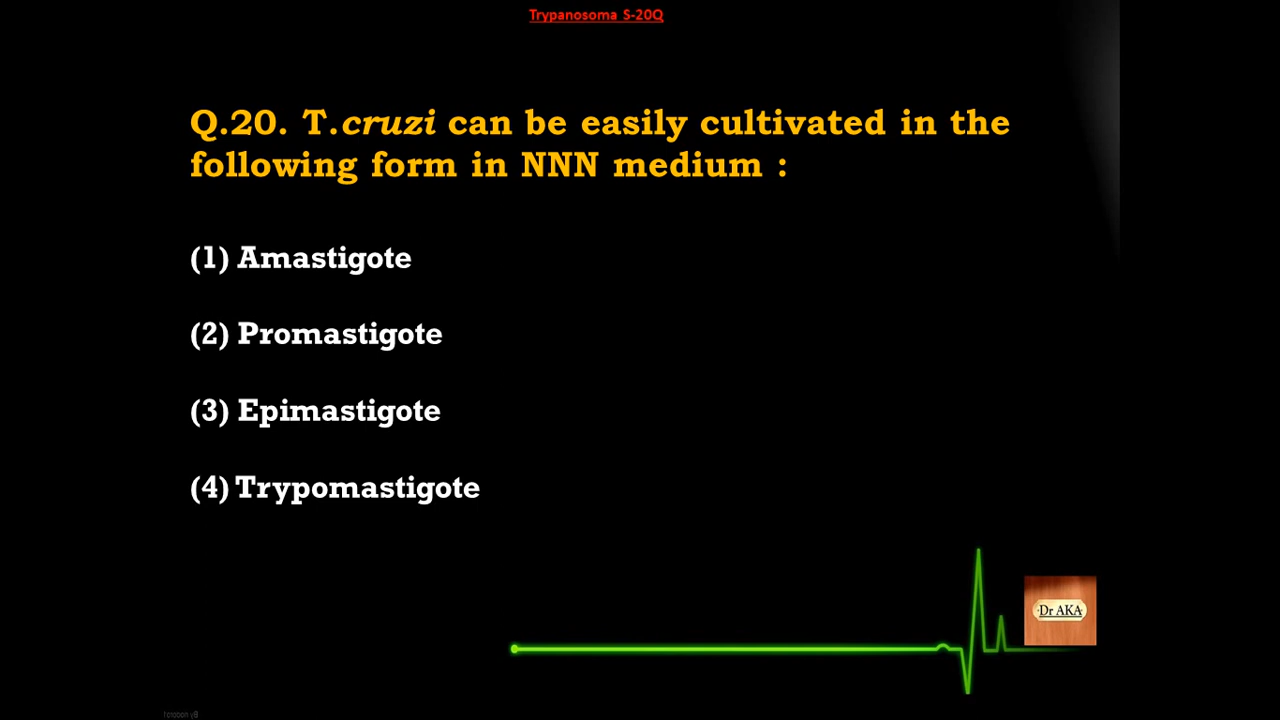 Trypanosoma S-20Q
Q.20. T.cruzi can be easily cultivated in the
following form in NNN medium :
(1) Amastigote
(2) Promastigote
(3) Epimastigote
(4) Trypomastigote
Dr AKA